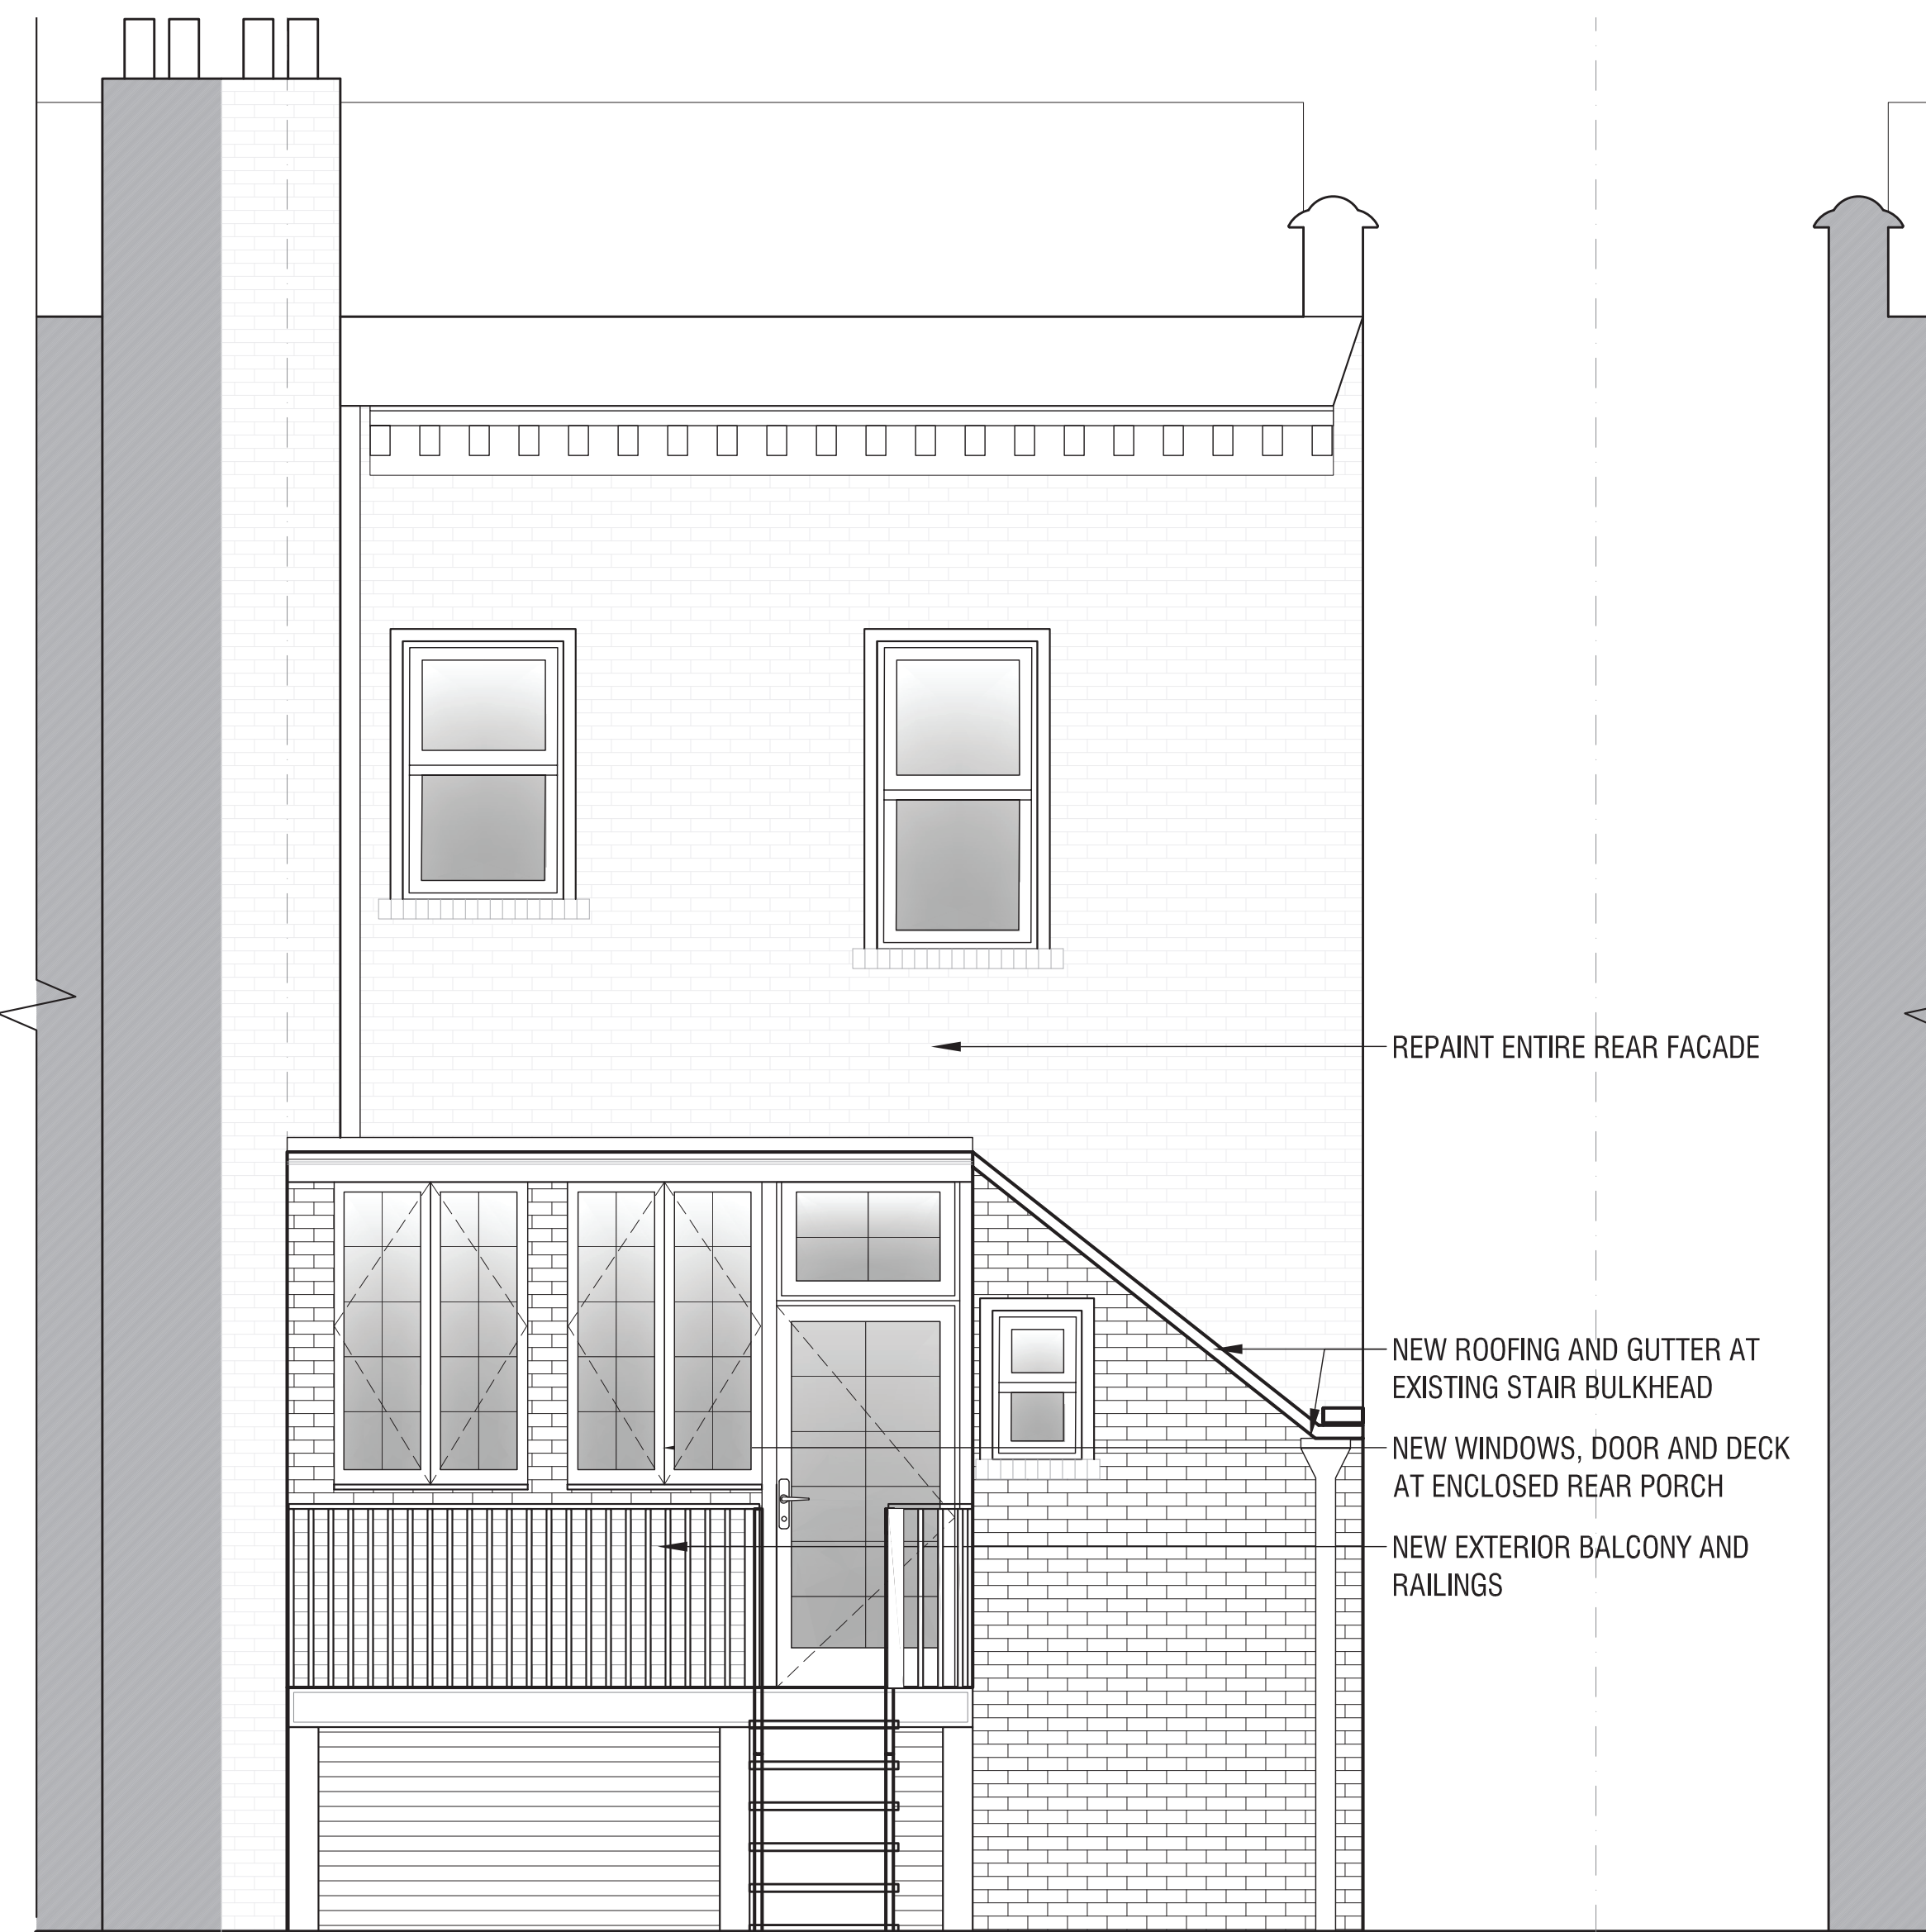 REPAINT ENTIRE REAR FACADE
NEW ROOFING AND GUTTER AT
EXISTING STAIR BULKHEAD
NEW WINDOWS, DOOR AND DECK
AT ENCLOSED REAR PORCH
NEW EXTERIOR BALCONY AND
RAILINGS